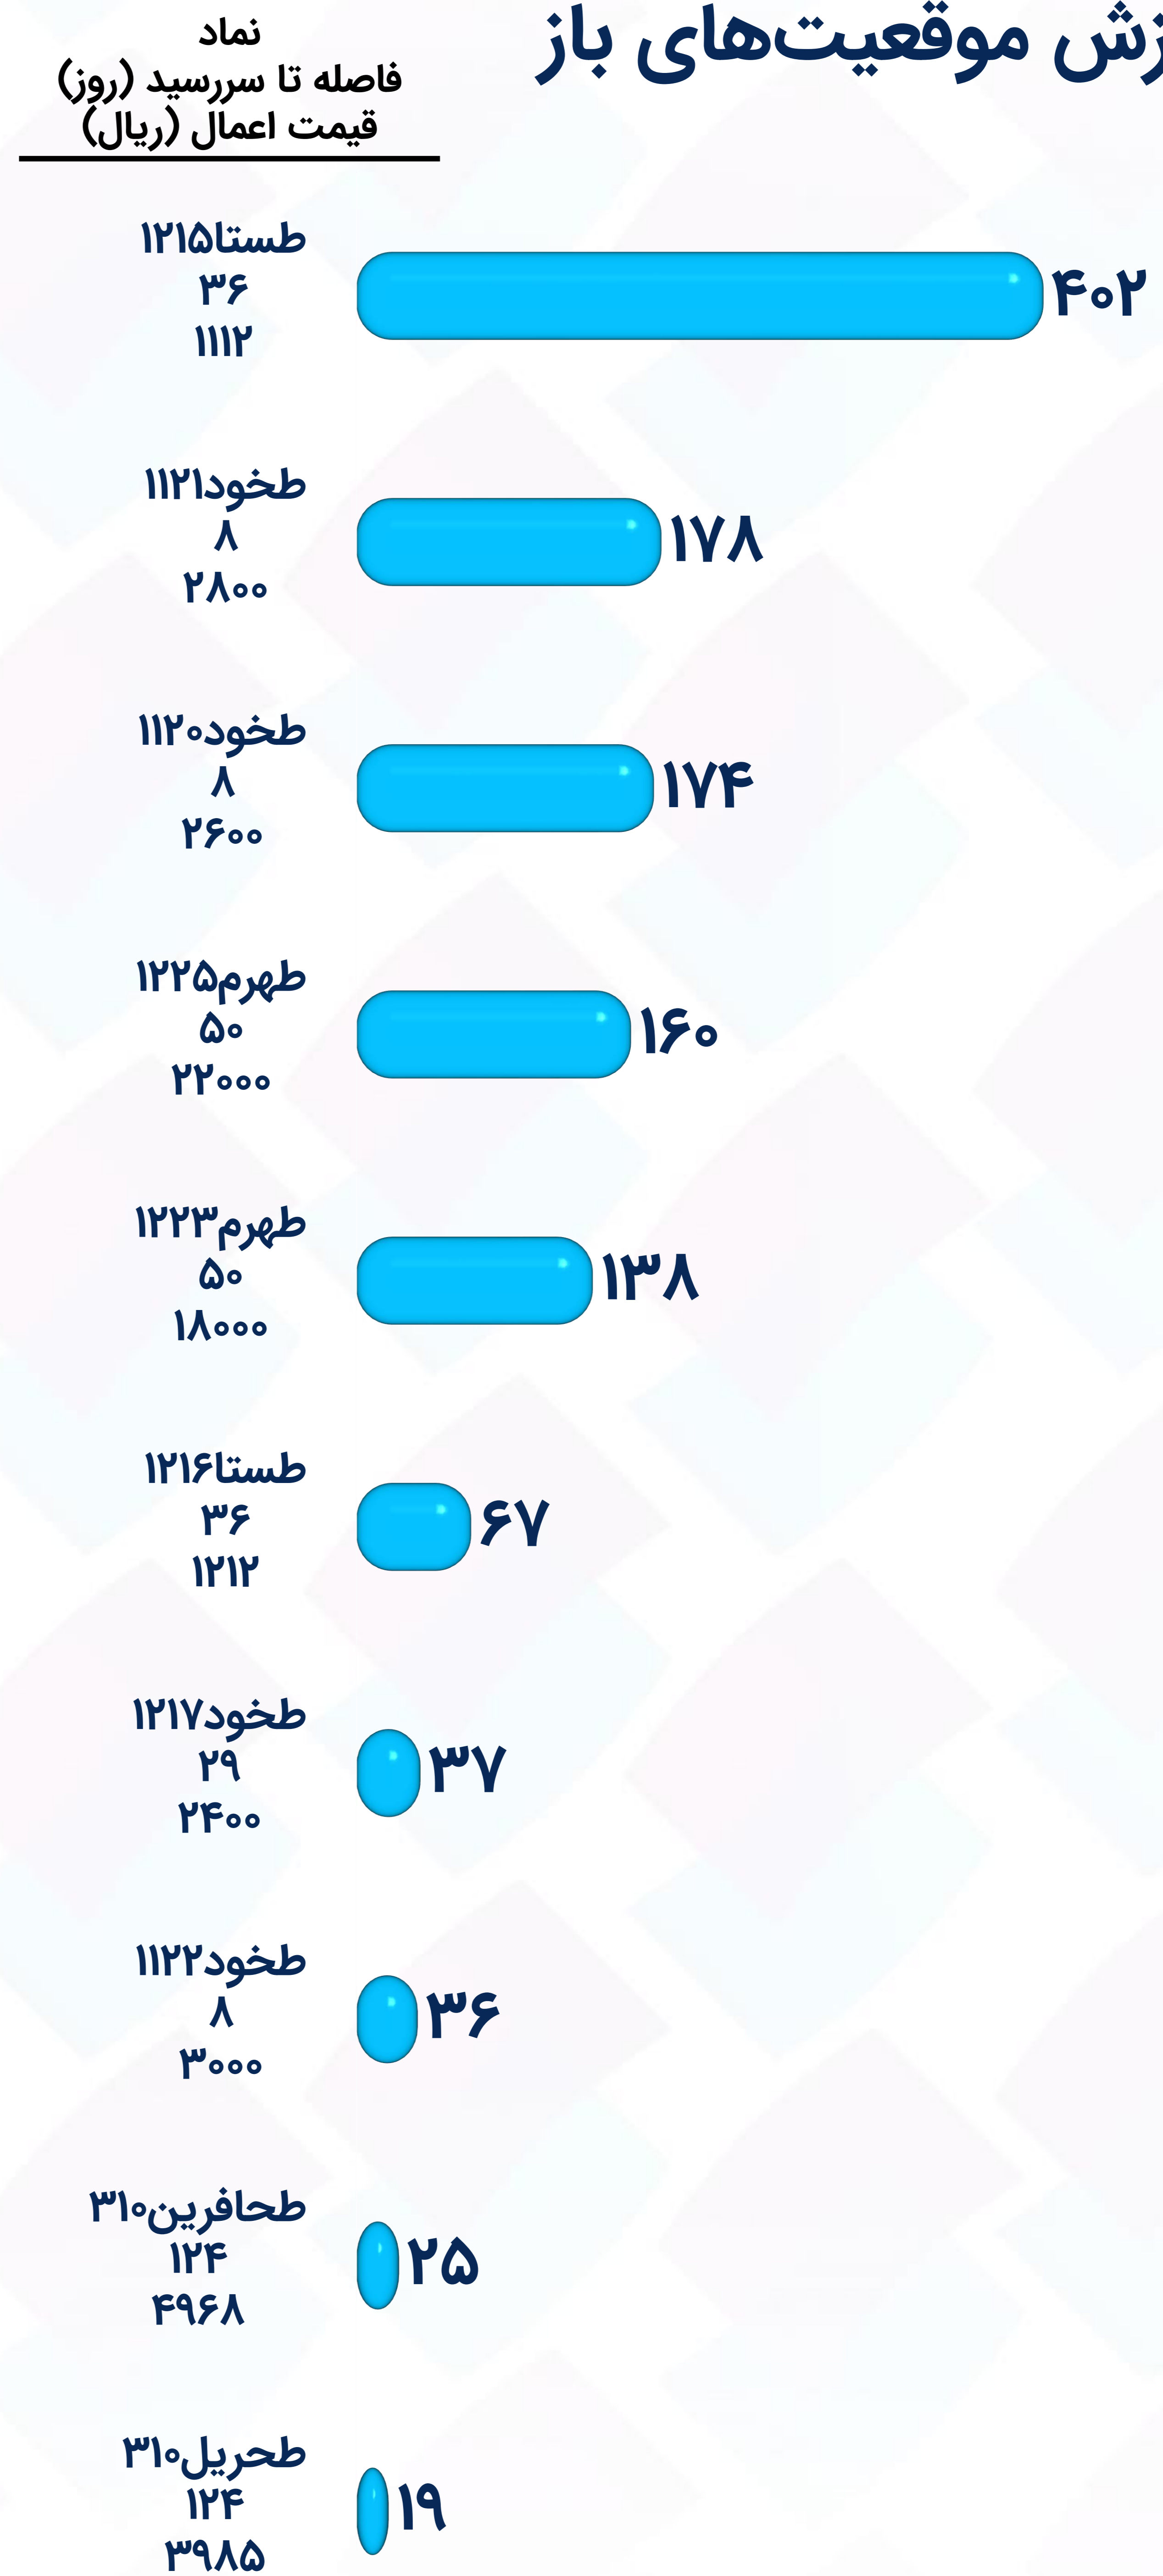 زش موقعیت‌های باز
نماد
فاصله تا سررسید (روز)
قیمت اعمال (ریال)
طستا۱۲۱۵
۳۶
۱۱۱۲
۴۰۲
طخود۱۱۲۱
۸
۲۸۰۰
۱۷۸
طخود۱۱۲۰
۸
۲۶۰۰
۱۷۴
طهرم۱۲۲۵
۵۰
۲۲۰۰۰
۱۶۰
طهرم۱۲۲۳
۵۰
۱۸۰۰۰
۱۳۸
طستا۱۲۱۶
۳۶
۱۲۱۲
۶۷
طخود۱۲۱۷
۲۹
۲۴۰۰
۳۷
طخود۱۱۲۲
۸
۳۰۰۰
۳۶
طحافرین۳۱۰
۱۲۴
۴۹۶۸
۲۵
طحریل۳۱۰
۱۲۴
۳۹۸۵
۱۹